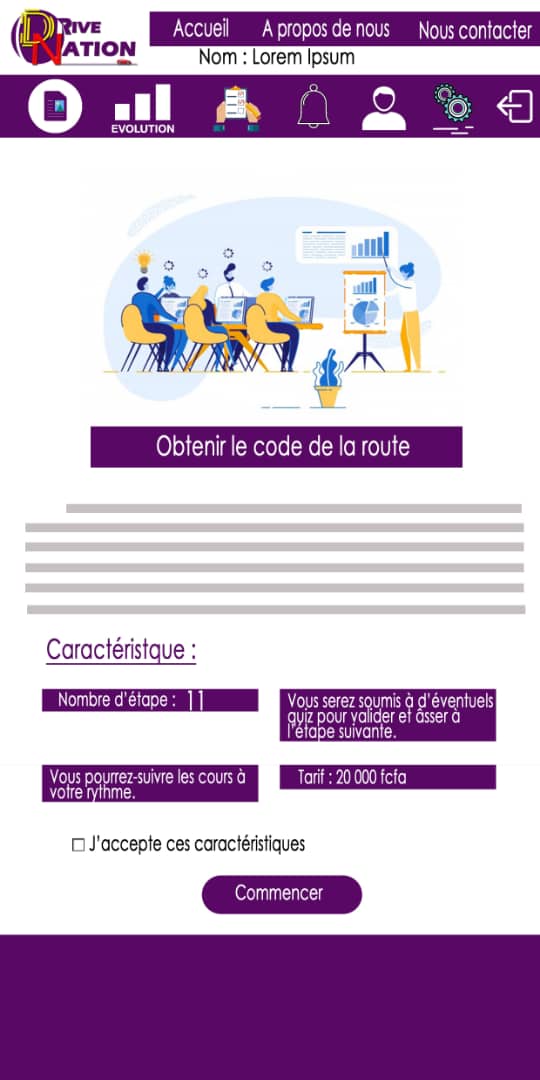 DRIVE
NATION
Accueil A propos de nous Nous contacter
Nom : Lorem Ipsum
EVOLUTION
Obtenir le code de la route
Caractéristque :
Nombre d'étape : 11
Vous serez soumis à d'éventuels
quiz pour valider et âsser à
l'étape suivante.
Vous pourrez-suivre les cours à
votre rythme.
Tarif : 20 000 fcfa
J'accepte ces caractéristiques
Commencer